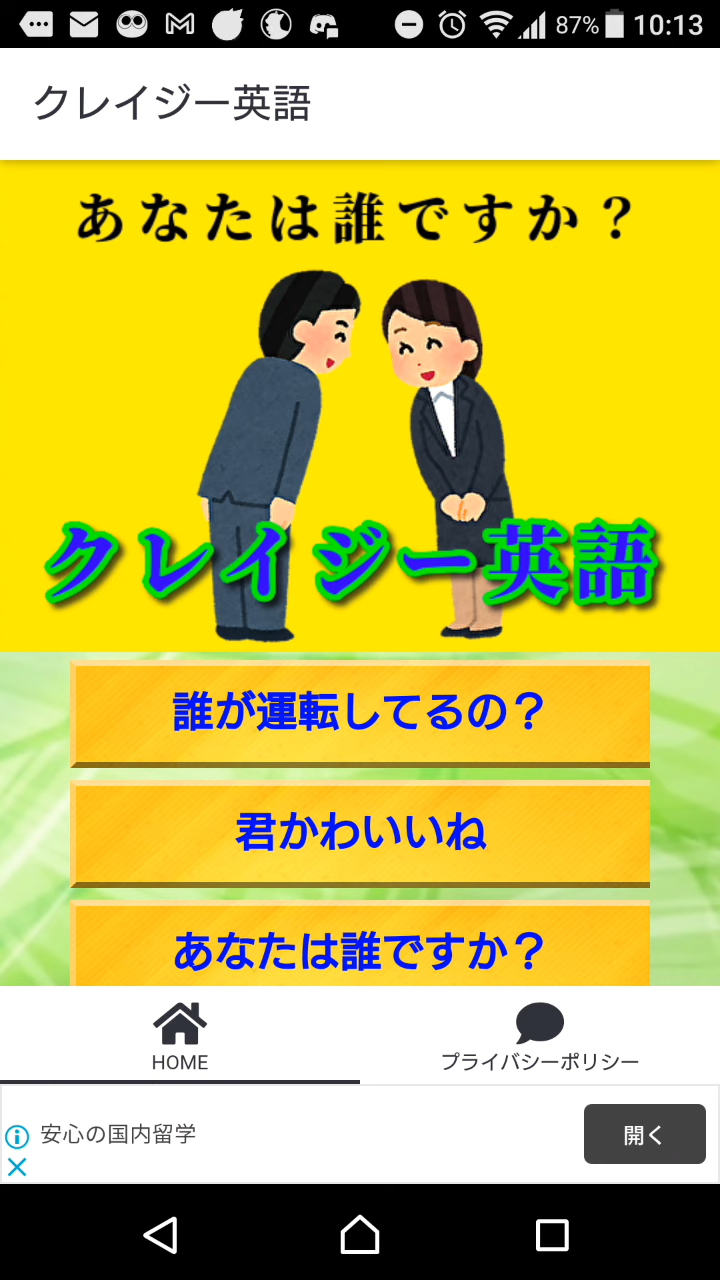 87% 10:13
クレイジー英語
あなたは誰ですか？
クレイジー英語
誰が運転してるの？
君かわいいね
あなたは誰ですか？
HOME
プライバシーポリシー
安心の国内留学
開く